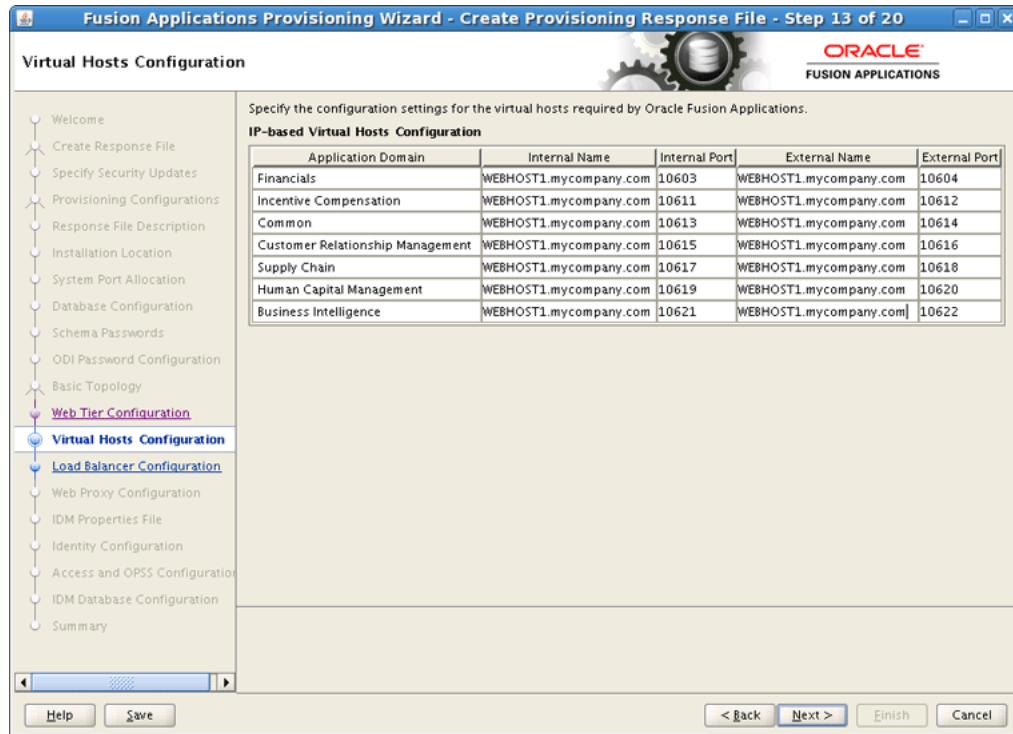 Fusion Applications Provisioning Wizard - Create Provisioning Response File - Step 13 of 20
Virtual Hosts Configuration
ORACLE
FUSION APPLICATIONS
Welcome
Create Response File
Specify Security Updates
Provisioning Configurations
Response File Description
Installation Location
System Port Allocation
Database Configuration
Schema Passwords
ODI Password Configuration
Basic Topology
Web Tier Configuration
Virtual Hosts Configuration
Load Balancer Configuration
Web Proxy Configuration
IDM Properties File
Identity Configuration
Access and OPSS Configuration
IDM Database Configuration
Summary
Specify the configuration settings for the virtual hosts required by Oracle Fusion Applications.
IP-based Virtual Hosts Configuration
Application Domain Internal Name Internal Port External Name External Port
Financials WEBHOST1.mycompany.com 10603 WEBHOST1.mycompany.com 10604
Incentive Compensation WEBHOST1.mycompany.com 10611 WEBHOST1.mycompany.com 10612
Common WEBHOST1.mycompany.com 10613 WEBHOST1.mycompany.com 10614
Customer Relationship Management WEBHOST1.mycompany.com 10615 WEBHOST1.mycompany.com 10616
Supply Chain WEBHOST1.mycompany.com 10617 WEBHOST1.mycompany.com 10618
Human Capital Management WEBHOST1.mycompany.com 10619 WEBHOST1.mycompany.com 10620
Business Intelligence WEBHOST1.mycompany.com 10621 WEBHOST1.mycompany.com 10622
Help Save < Back Next > Finish Cancel